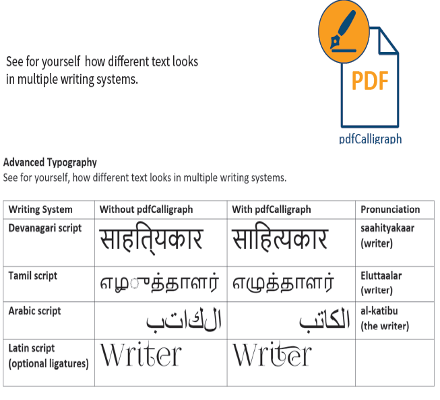 See for yourself how different text looks
in multiple writing systems.
PDF
pdfCalligraph
Advanced Typography
See for yourself, how different text looks in multiple writing systems.
Writing System Without pdfCalligraph With pdfCalligraph Pronunciation
Devanagari script साहति्यकार साहित्यकार saahityakaar
(writer)
Tamil script எழ◌ுத்தாளர் எழுத்தாளர் Eluttaalar
(writer)
Arabic script الكاتب الكاتب al-katibu
(the writer)
Latin script Writer Writer
(optional ligatures)